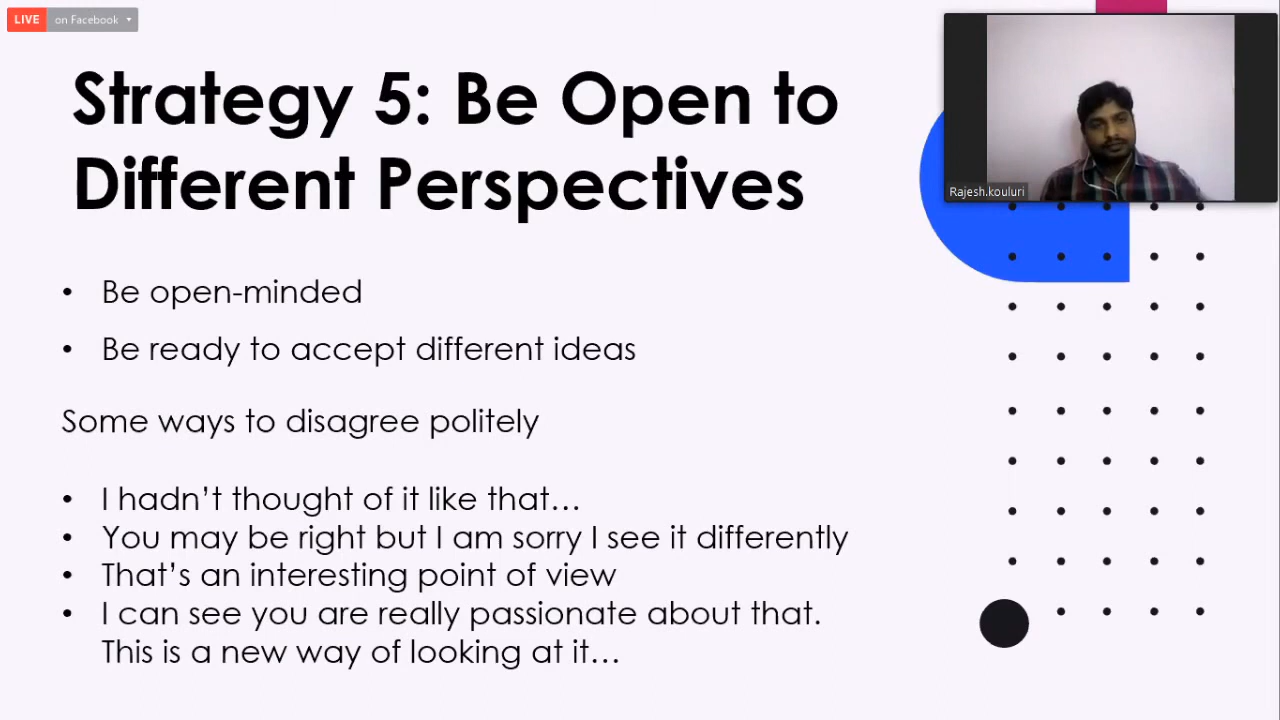 LIVE on Facebook
Strategy 5: Be Open to
Different Perspectives
Rajesh.kouluri
• Be open-minded
• Be ready to accept different ideas
Some ways to disagree politely
• I hadn’t thought of it like that…
• You may be right but I am sorry I see it differently
• That’s an interesting point of view
• I can see you are really passionate about that.
This is a new way of looking at it…